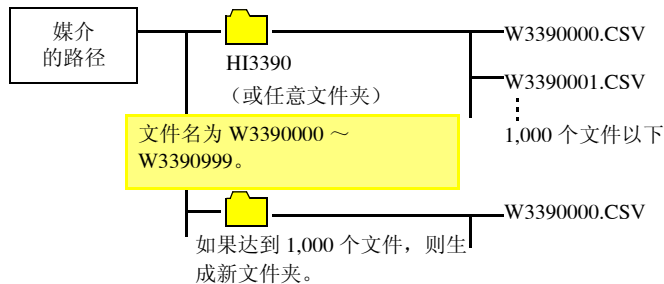 媒介
的路径
HI3390
（或任意文件夹）
W3390000.CSV
W3390001.CSV
1,000 个文件以下
文件名为 W3390000 ～
W3390999。
W3390000.CSV
如果达到 1,000 个文件，则生
成新文件夹。